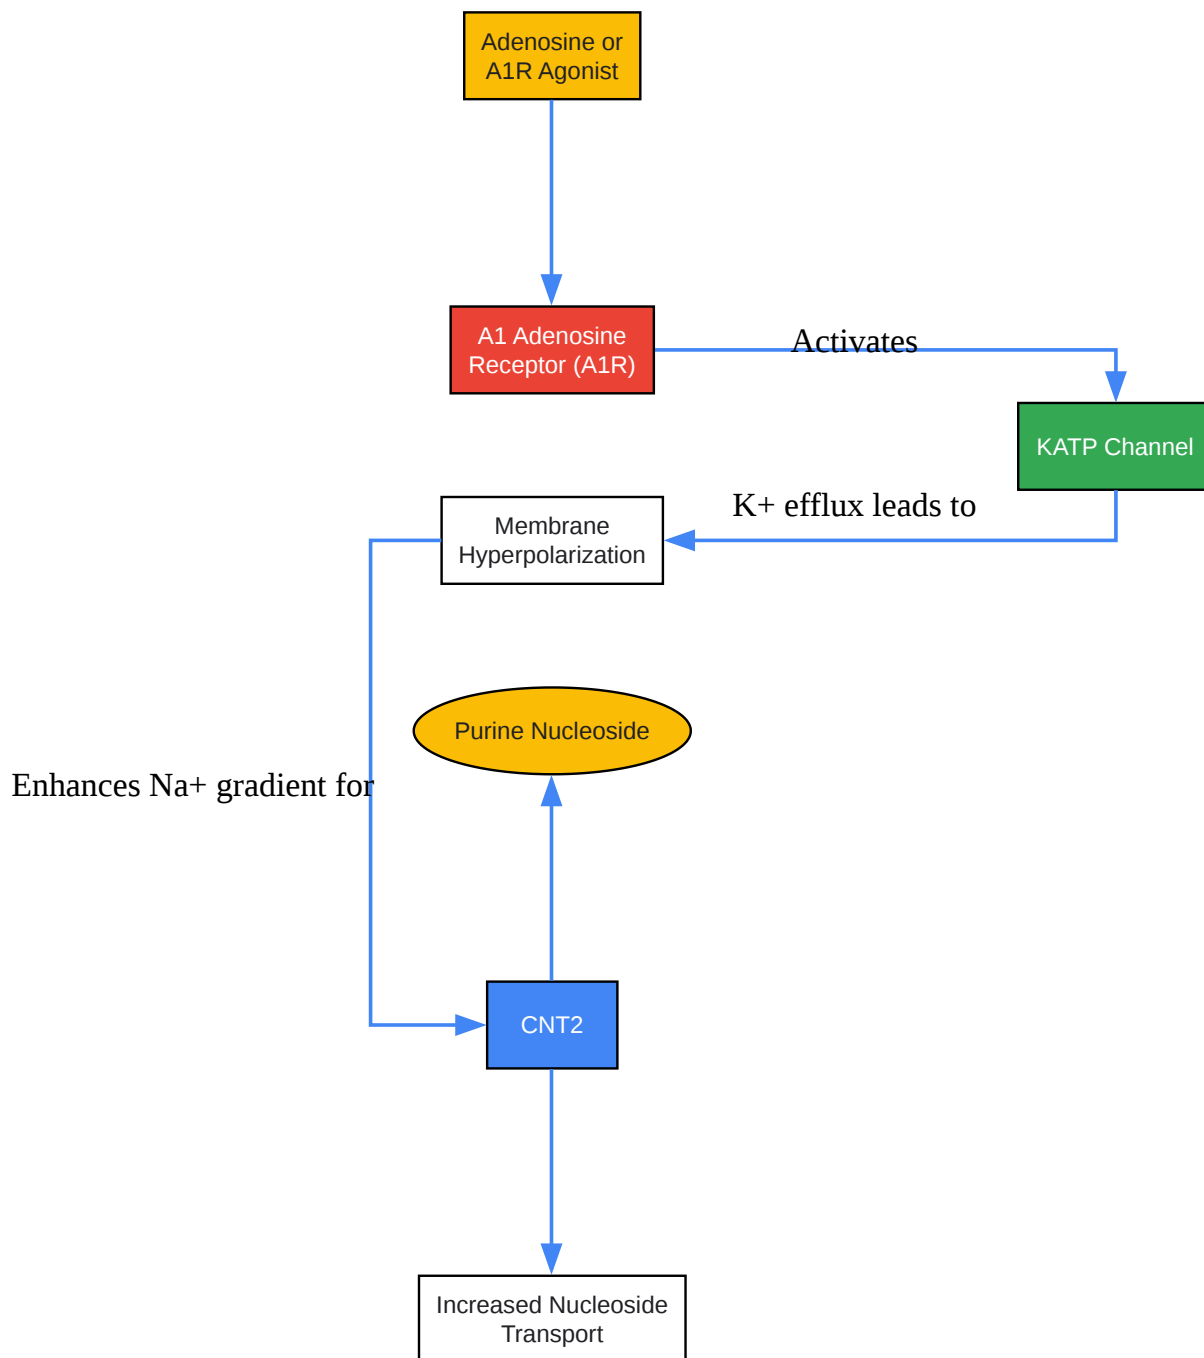 Adenosine or
A1R Agonist
A1 Adenosine
Receptor (A1R)
Activates
KATP Channel
K+ efflux leads to
Membrane
Hyperpolarization
Purine Nucleoside
Enhances Na+ gradient for
CNT2
Increased Nucleoside
Transport